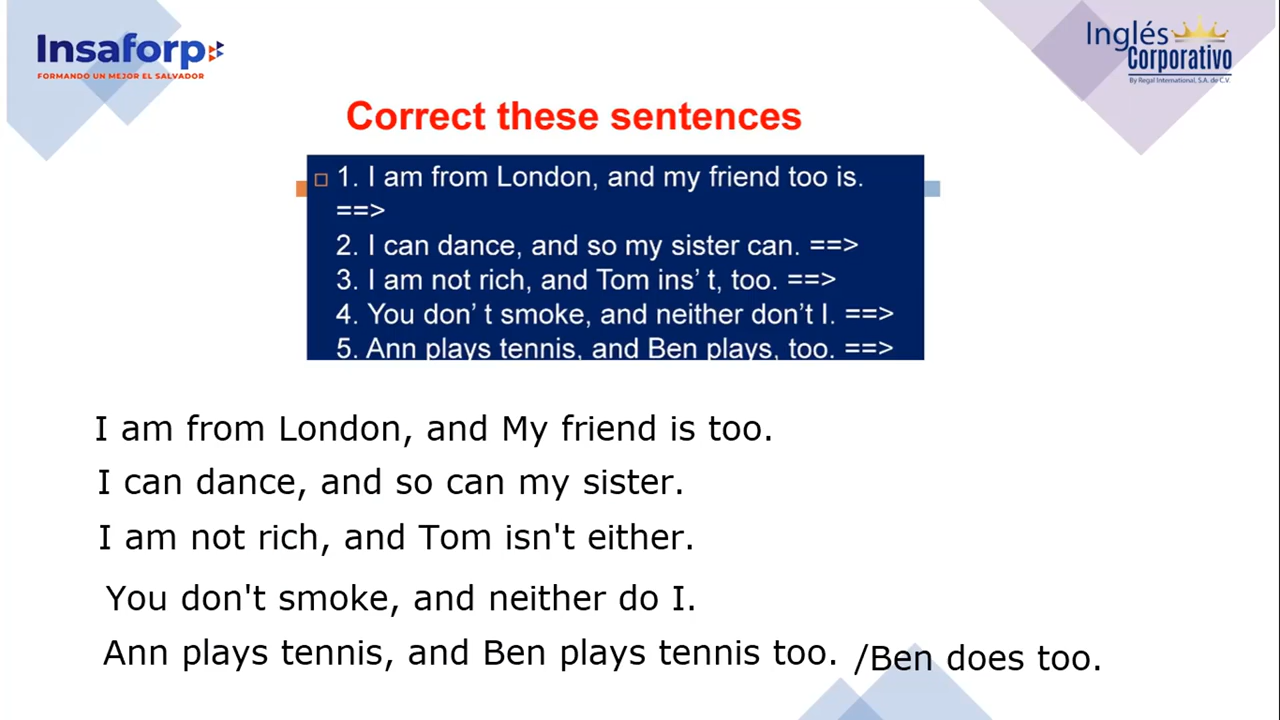 Insaforp
FORMANDO UN MEJOR EL SALVADOR
Inglés
Corporativo
By Regal International, S.A. de C.V.
Correct these sentences
1. I am from London, and my friend too is.
==>
2. I can dance, and so my sister can. ==>
3. I am not rich, and Tom ins’ t, too. ==>
4. You don’ t smoke, and neither don’t I. ==>
5. Ann plays tennis, and Ben plays, too. ==>
I am from London, and My friend is too.
I can dance, and so can my sister.
I am not rich, and Tom isn't either.
You don't smoke, and neither do I.
Ann plays tennis, and Ben plays tennis too. /Ben does too.